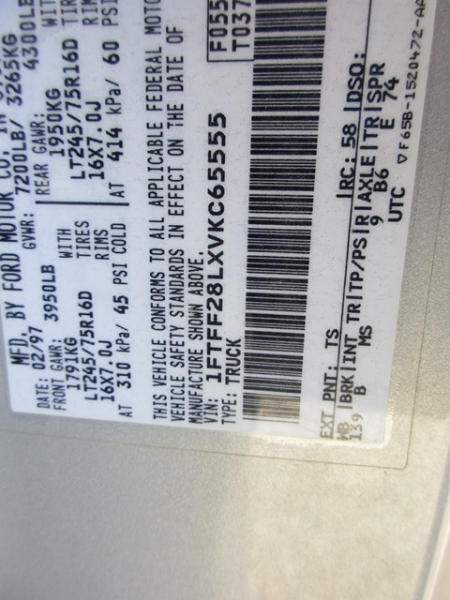 MFD. BY FORD MOTOR CO. IN
DATE: 02/97 GVWR: 7200LB/ 3265KG
FRONT GAWR: 3950LB REAR GAWR: 4300LB
1791KG WITH 1950KG WITH
LT245/75R16D TIRES LT245/75R16D
16X7.0J RIMS 16X7.0J
AT 310 kPa/ 45 PSI COLD AT 414 kPa/ 60 PSI
THIS VEHICLE CONFORMS TO ALL APPLICABLE FEDERAL MOTOR
VEHICLE SAFETY STANDARDS IN EFFECT ON THE DATE OF
MANUFACTURE SHOWN ABOVE.
VIN: 1FTFF28LXVKC65555
TYPE: TRUCK
F055
T037
EXT PNT: TS RC: 58 DSO:
WB BRK INT TR TP/PS R AXLE TR SPR
139 B MS 9 B6 E 74
UTC ▽F65B-1520472-AA